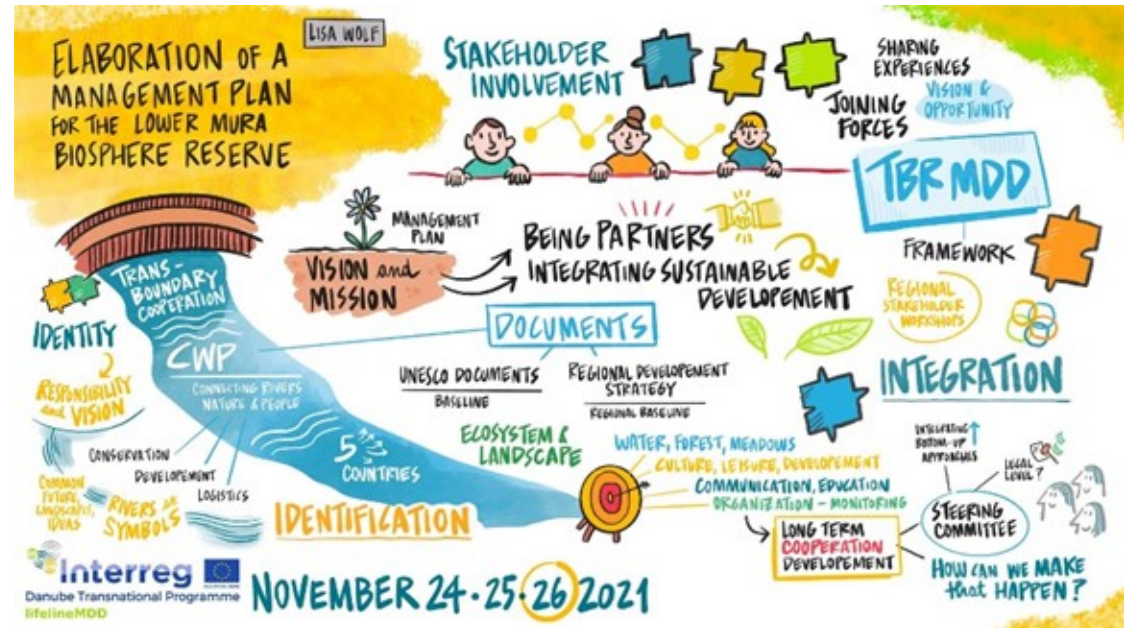 ELABORATION OF A
MANAGEMENT PLAN
FOR THE LOWER MURA
BIOSPHERE RESERVE
LISA WOLF
STAKEHOLDER
INVOLVEMENT
SHARING
EXPERIENCES
JOINING
FORCES
VISION &
OPPORTUNITY
TBR MDD
FRAMEWORK
REGIONAL
STAKEHOLDER
WORKSHOPS
MANAGEMENT
PLAN
VISION and
MISSION
BEING PARTNERS
INTEGRATING SUSTAINABLE
DEVELOPEMENT
TRANS-
BOUNDARY
COOPERATION
IDENTITY
RESPONSIBILITY
and VISION
CWP
CONNECTING RIVERS
NATURE & PEOPLE
CONSERVATION
DEVELOPEMENT
LOGISTICS
COMMON
FUTURE,
LANDSCAPES,
IDEAS
RIVERS as
SYMBOLS
5
COUNTRIES
DOCUMENTS
UNESCO DOCUMENTS
BASELINE
REGIONAL DEVELOPEMENT
STRATEGY
REGIONAL BASELINE
INTEGRATION
ECOSYSTEM &
LANDSCAPE
WATER, FOREST, MEADOWS
CULTURE, LEISURE, DEVELOPEMENT
COMMUNICATION, EDUCATION
ORGANIZATION - MONITORING
IDENTIFICATION
LONG TERM
COOPERATION
DEVELOPEMENT
INTEGRATING
BOTTOM-UP
APPROACHES
LEGAL
LEVEL?
STEERING
COMMITTEE
HOW CAN WE MAKE
that HAPPEN?
Interreg
Danube Transnational Programme
lifelineMDD
NOVEMBER 24·25·26 2021